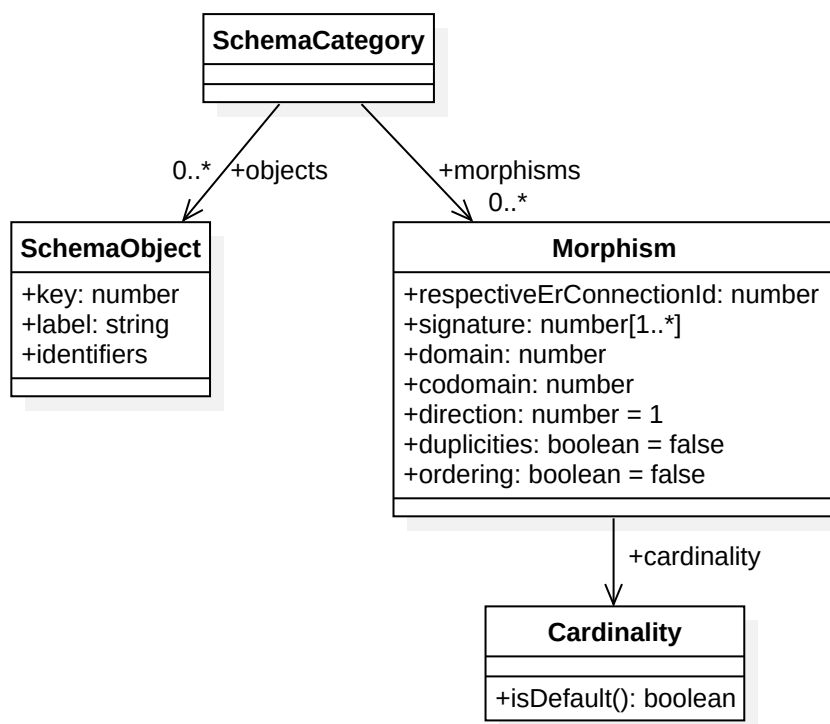 SchemaCategory
0..* +objects
+morphisms
0..*
SchemaObject
+key: number
+label: string
+identifiers
Morphism
+respectiveErConnectionId: number
+signature: number[1..*]
+domain: number
+codomain: number
+direction: number = 1
+duplicities: boolean = false
+ordering: boolean = false
+cardinality
Cardinality
+isDefault(): boolean